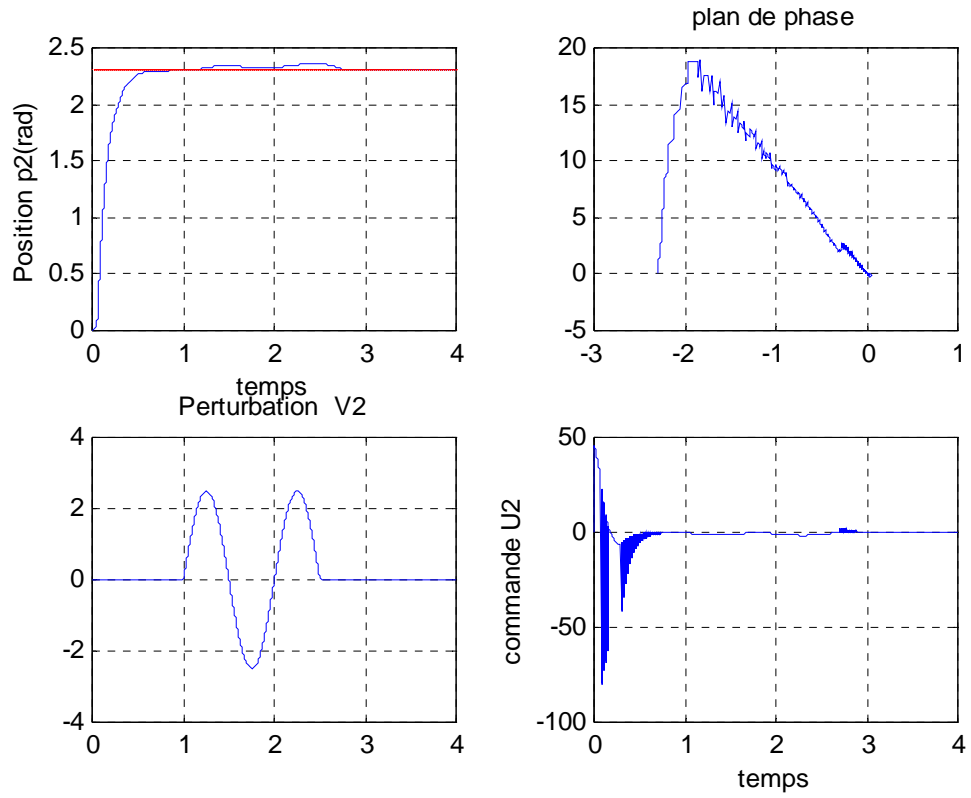 plan de phase
2.5
2
1.5
1
0.5
0
Position p2(rad)
0 1 2 3 4
temps
20
15
10
5
0
-5
-3 -2 -1 0 1
Perturbation V2
4
2
0
-2
-4
0 1 2 3 4
50
0
-50
-100
commande U2
0 1 2 3 4
temps